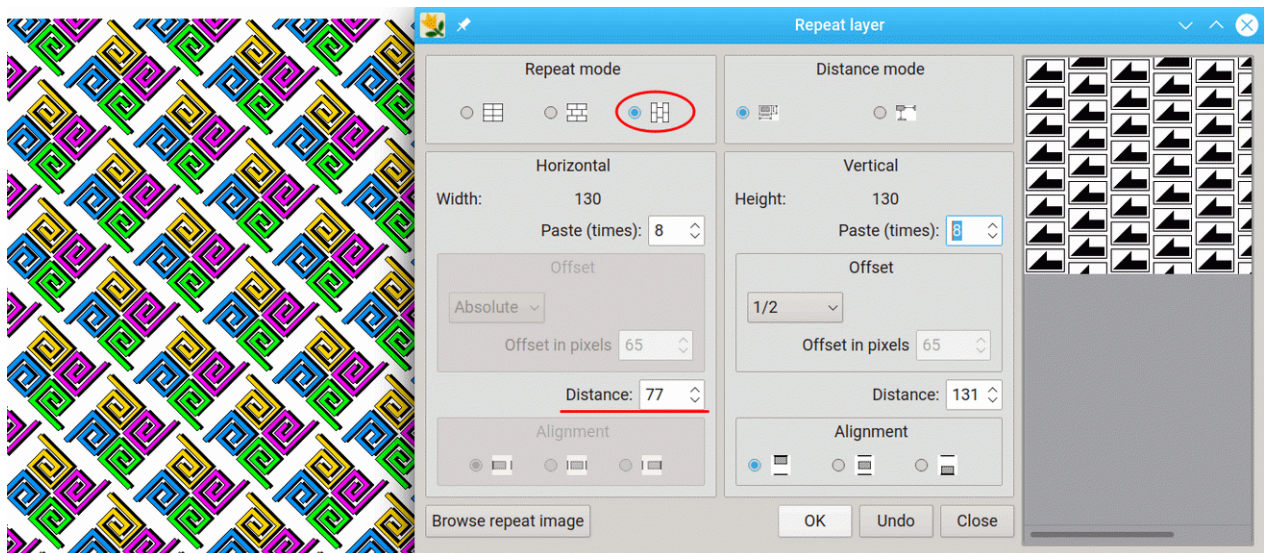 Repeat layer
Repeat mode
Distance mode
Horizontal
Width: 130
Paste (times): 8
Offset
Absolute
Offset in pixels 65
Distance: 77
Alignment
Vertical
Height: 130
Paste (times): 8
Offset
1/2
Offset in pixels 65
Distance: 131
Alignment
Browse repeat image
OK
Undo
Close